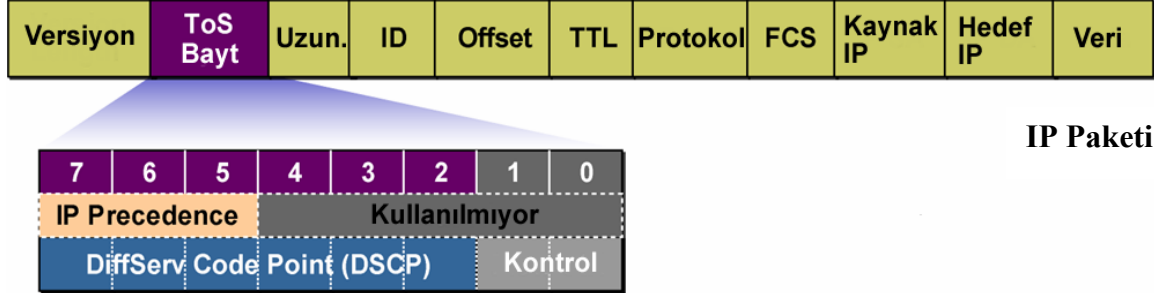 Versiyon ToS Bayt Uzun. ID Offset TTL Protokol FCS Kaynak IP Hedef IP Veri
IP Paketi
7 6 5 4 3 2 1 0
IP Precedence Kullanılmıyor
DiffServ Code Point (DSCP) Kontrol